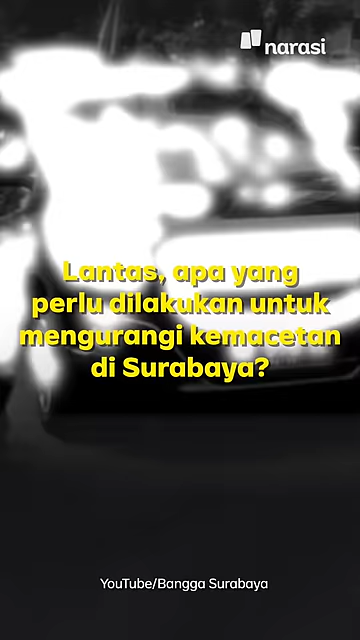 narasi
Lantas, apa yang
perlu dilakukan untuk
mengurangi kemacetan
di Surabaya?
YouTube/Bangga Surabaya